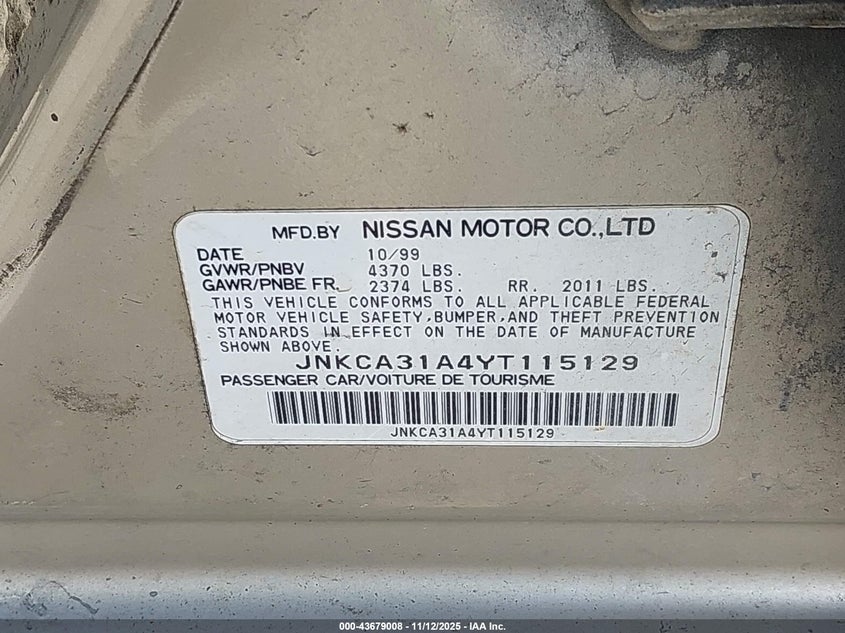 MFD.BY NISSAN MOTOR CO.,LTD
DATE 10/99
GVWR/PNBV 4370 LBS.
GAWR/PNBE FR. 2374 LBS. RR. 2011 LBS.
THIS VEHICLE CONFORMS TO ALL APPLICABLE FEDERAL
MOTOR VEHICLE SAFETY,BUMPER,AND THEFT PREVENTION
STANDARDS IN EFFECT ON THE DATE OF MANUFACTURE
SHOWN ABOVE.
JNKCA31A4YT115129
PASSENGER CAR/VOITURE DE TOURISME
JNKCA31A4YT115129
000-43679008 - 11/12/2025 - IAA Inc.